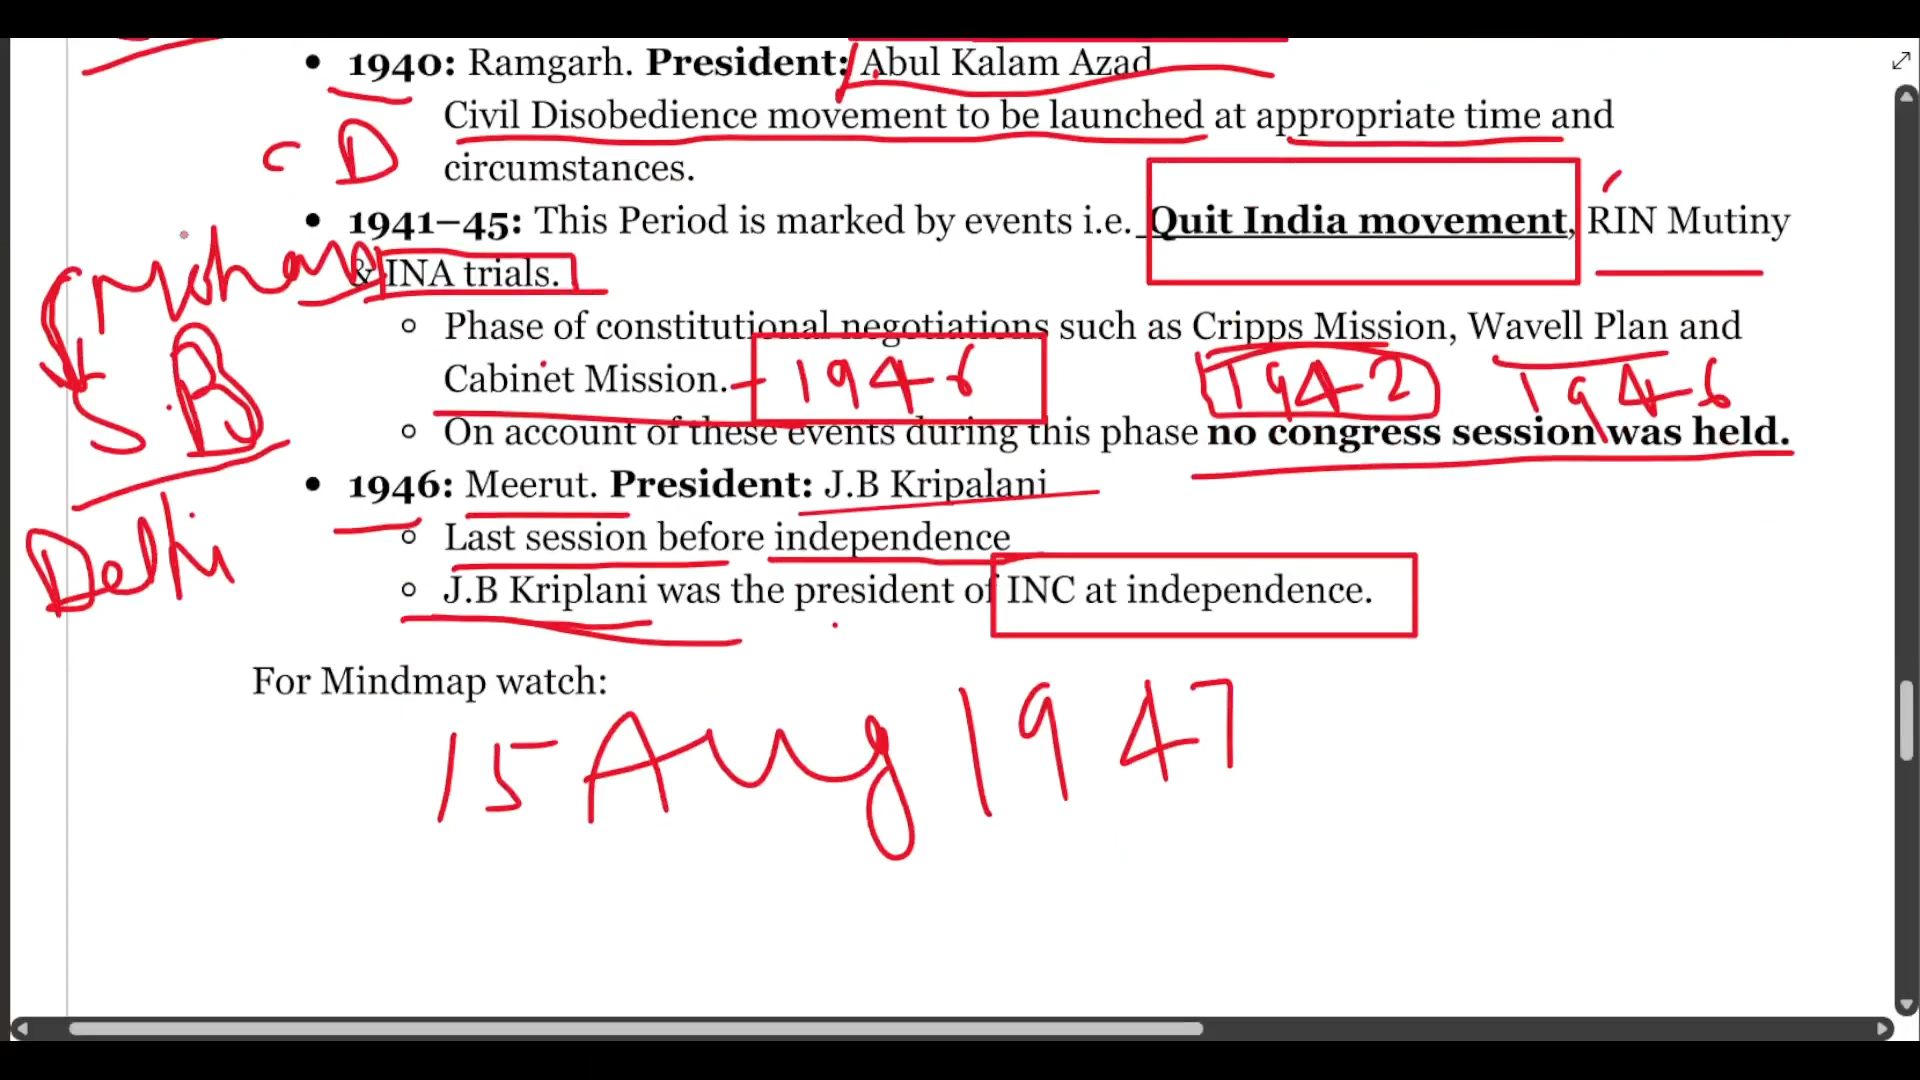 • 1940: Ramgarh. President: Abul Kalam Azad
Civil Disobedience movement to be launched at appropriate time and
circumstances.
C D
• 1941–45: This Period is marked by events i.e. Quit India movement, RIN Mutiny
& INA trials.
Mohan
S B
Delhi
○ Phase of constitutional negotiations such as Cripps Mission, Wavell Plan and
Cabinet Mission. - 1946 1942 1946
○ On account of these events during this phase no congress session was held.
• 1946: Meerut. President: J.B Kripalani
○ Last session before independence
○ J.B Kriplani was the president of INC at independence.
For Mindmap watch:
15 Aug 1947